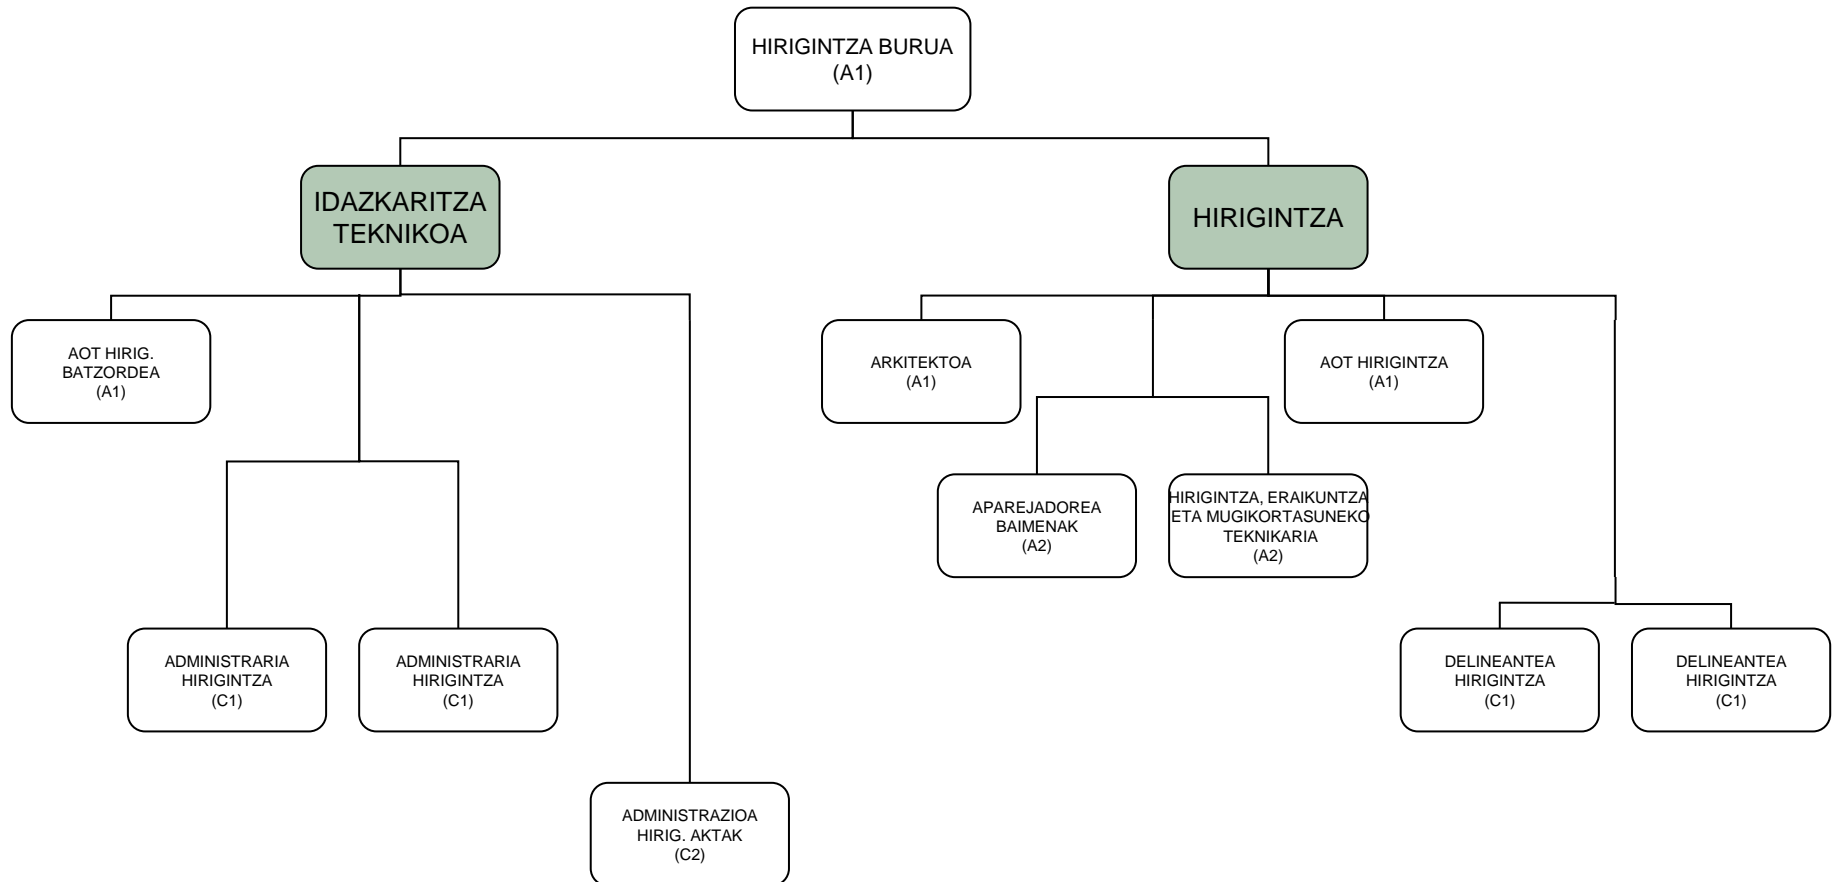 HIRIGINTZA BURUA
(A1)
IDAZKARITZA
TEKNIKOA
HIRIGINTZA
AOT HIRIG.
BATZORDEA
(A1)
ARKITEKTOA
(A1)
AOT HIRIGINTZA
(A1)
APAREJADOREA
BAIMENAK
(A2)
HIRIGINTZA, ERAIKUNTZA
ETA MUGIKORTASUNEKO
TEKNIKARIA
(A2)
ADMINISTRARIA
HIRIGINTZA
(C1)
ADMINISTRARIA
HIRIGINTZA
(C1)
DELINEANTEA
HIRIGINTZA
(C1)
DELINEANTEA
HIRIGINTZA
(C1)
ADMINISTRAZIOA
HIRIG. AKTAK
(C2)